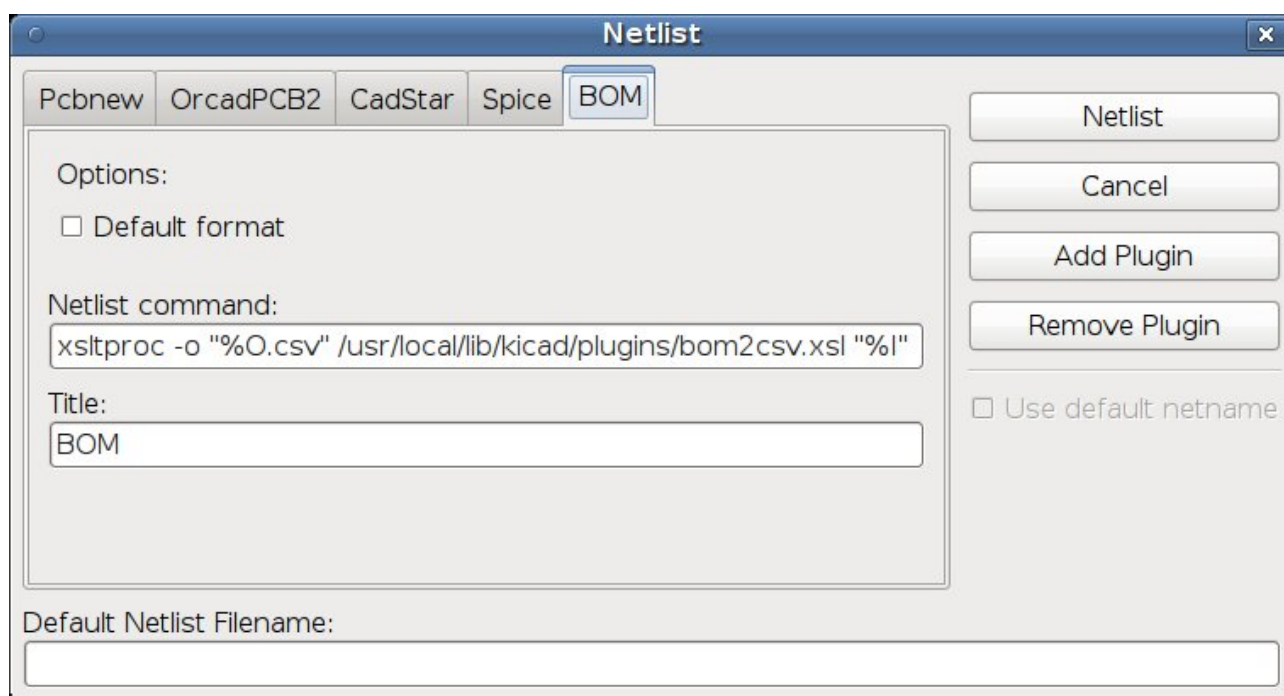 Netlist
Pcbnew OrcadPCB2 CadStar Spice BOM
Netlist
Options:
Cancel
Default format
Add Plugin
Netlist command:
Remove Plugin
xsltproc -o "%O.csv" /usr/local/lib/kicad/plugins/bom2csv.xsl "%I"
Title:
Use default netname
BOM
Default Netlist Filename: